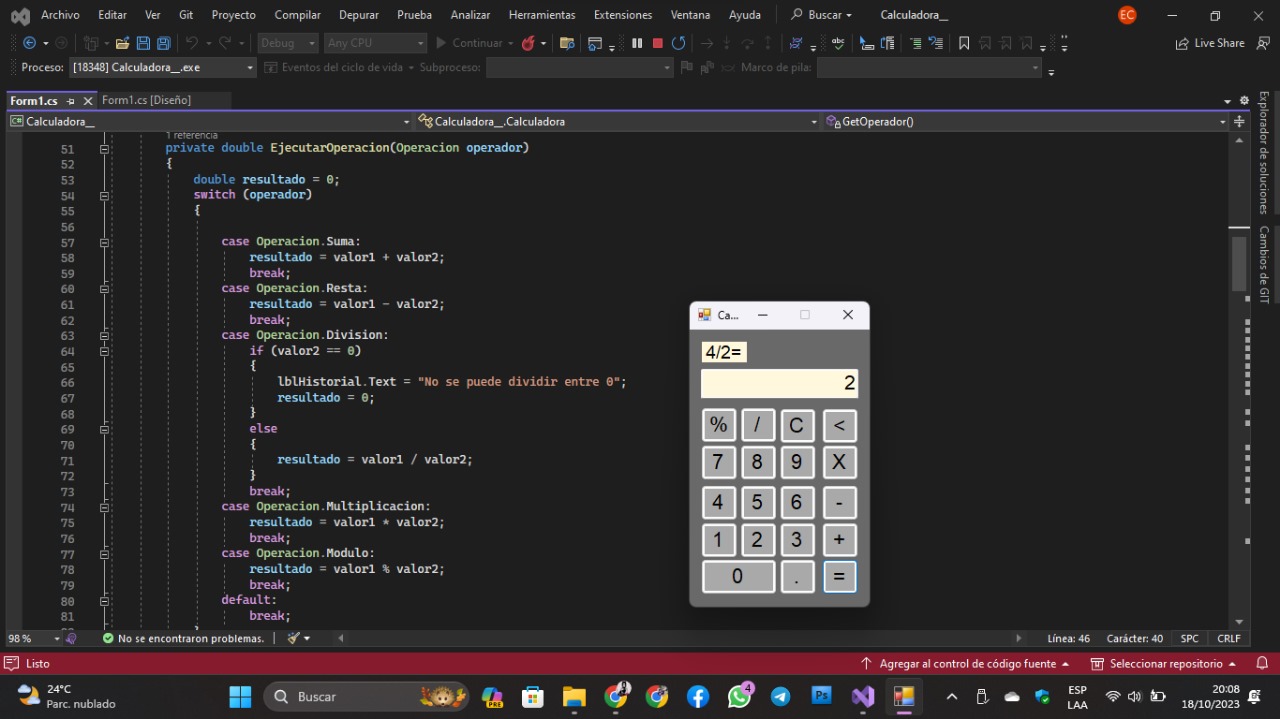 Archivo Editar Ver Git Proyecto Compilar Depurar Prueba Analizar Herramientas Extensiones Ventana Ayuda Buscar Calculadora__ EC
Debug Any CPU Continuar Live Share
Proceso: [18348] Calculadora__.exe Eventos del ciclo de vida Subproceso: Marco de pila:
Form1.cs Form1.cs [Diseño]
C# Calculadora__ Calculadora__.Calculadora GetOperador()
1 referencia
51 private double EjecutarOperacion(Operacion operador)
52 {
53 double resultado = 0;
54 switch (operador)
55 {
56
57 case Operacion.Suma:
58 resultado = valor1 + valor2;
59 break;
60 case Operacion.Resta:
61 resultado = valor1 - valor2;
62 break;
63 case Operacion.Division:
64 if (valor2 == 0)
65 {
66 lblHistorial.Text = "No se puede dividir entre 0";
67 resultado = 0;
68 }
69 else
70 {
71 resultado = valor1 / valor2;
72 }
73 break;
74 case Operacion.Multiplicacion:
75 resultado = valor1 * valor2;
76 break;
77 case Operacion.Modulo:
78 resultado = valor1 % valor2;
79 break;
80 default:
81 break;
Ca...
4/2=
2
% / C <
7 8 9 X
4 5 6 -
1 2 3 +
0 . =
Explorador de soluciones
Cambios de GIT
98 % No se encontraron problemas. Línea: 46 Carácter: 40 SPC CRLF
Listo Agregar al control de código fuente Seleccionar repositorio
24°C
Parc. nublado
Buscar
PRE
4
Ps
ESP
LAA
20:08
18/10/2023